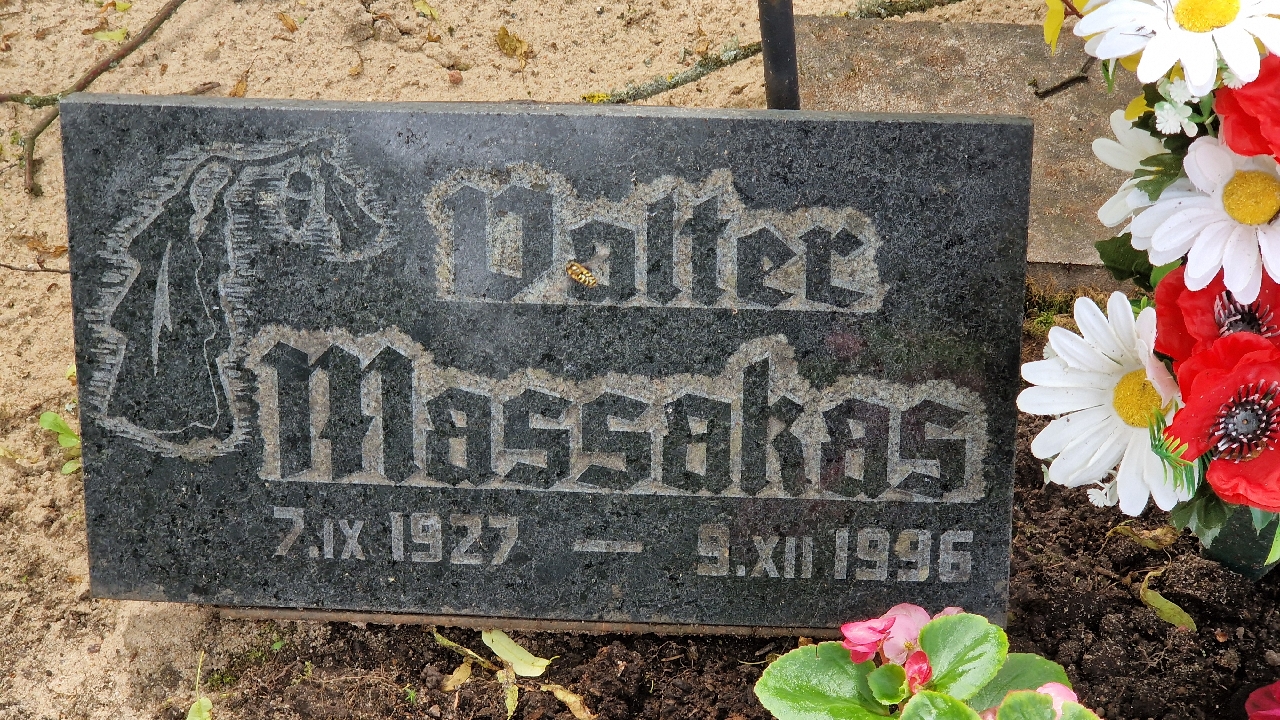 Valter
Massakas
7.IX 1927 — 9.XII 1996